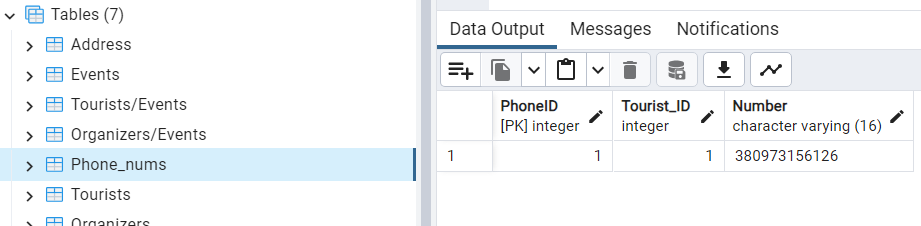 Tables (7)
Address
Events
Tourists/Events
Organizers/Events
Phone_nums
Tourists
Organizers
Data Output Messages Notifications
PhoneID Tourist_ID Number
[PK] integer integer character varying (16)
1 1 1 380973156126